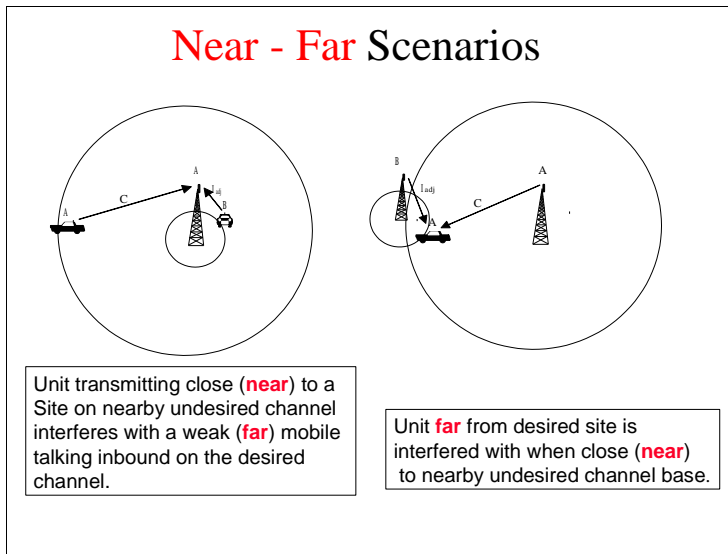 Near - Far Scenarios
A
I adj
C
B
A
B
A
I adj
C
A
Unit transmitting close (near) to a
Site on nearby undesired channel
interferes with a weak (far) mobile
talking inbound on the desired
channel.
Unit far from desired site is
interfered with when close (near)
to nearby undesired channel base.